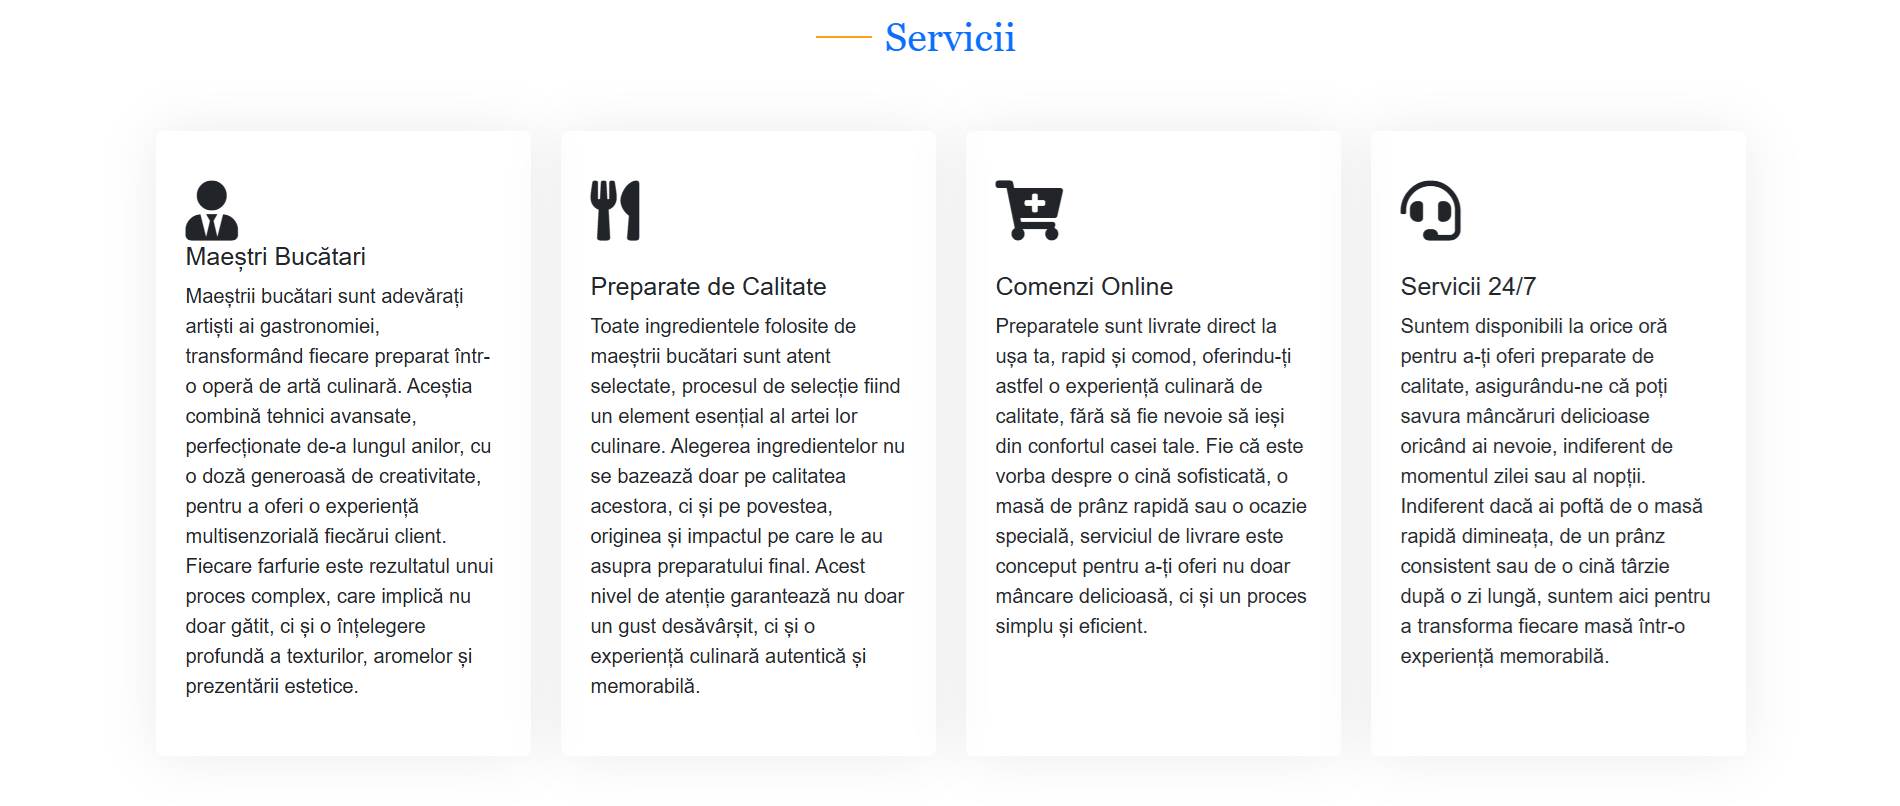 Servicii
Maeștri Bucătari
Maeștrii bucătari sunt adevărați
artiști ai gastronomiei,
transformând fiecare preparat într-
o operă de artă culinară. Aceștia
combină tehnici avansate,
perfecționate de-a lungul anilor, cu
o doză generoasă de creativitate,
pentru a oferi o experiență
multisenzorială fiecărui client.
Fiecare farfurie este rezultatul unui
proces complex, care implică nu
doar gătit, ci și o înțelegere
profundă a texturilor, aromelor și
prezentării estetice.
Preparate de Calitate
Toate ingredientele folosite de
maeștrii bucătari sunt atent
selectate, procesul de selecție fiind
un element esențial al artei lor
culinare. Alegerea ingredientelor nu
se bazează doar pe calitatea
acestora, ci și pe povestea,
originea și impactul pe care le au
asupra preparatului final. Acest
nivel de atenție garantează nu doar
un gust desăvârșit, ci și o
experiență culinară autentică și
memorabilă.
Comenzi Online
Preparatele sunt livrate direct la
ușa ta, rapid și comod, oferindu-ți
astfel o experiență culinară de
calitate, fără să fie nevoie să ieși
din confortul casei tale. Fie că este
vorba despre o cină sofisticată, o
masă de prânz rapidă sau o ocazie
specială, serviciul de livrare este
conceput pentru a-ți oferi nu doar
mâncare delicioasă, ci și un proces
simplu și eficient.
Servicii 24/7
Suntem disponibili la orice oră
pentru a-ți oferi preparate de
calitate, asigurându-ne că poți
savura mâncăruri delicioase
oricând ai nevoie, indiferent de
momentul zilei sau al nopții.
Indiferent dacă ai poftă de o masă
rapidă dimineața, de un prânz
consistent sau de o cină târzie
după o zi lungă, suntem aici pentru
a transforma fiecare masă într-o
experiență memorabilă.